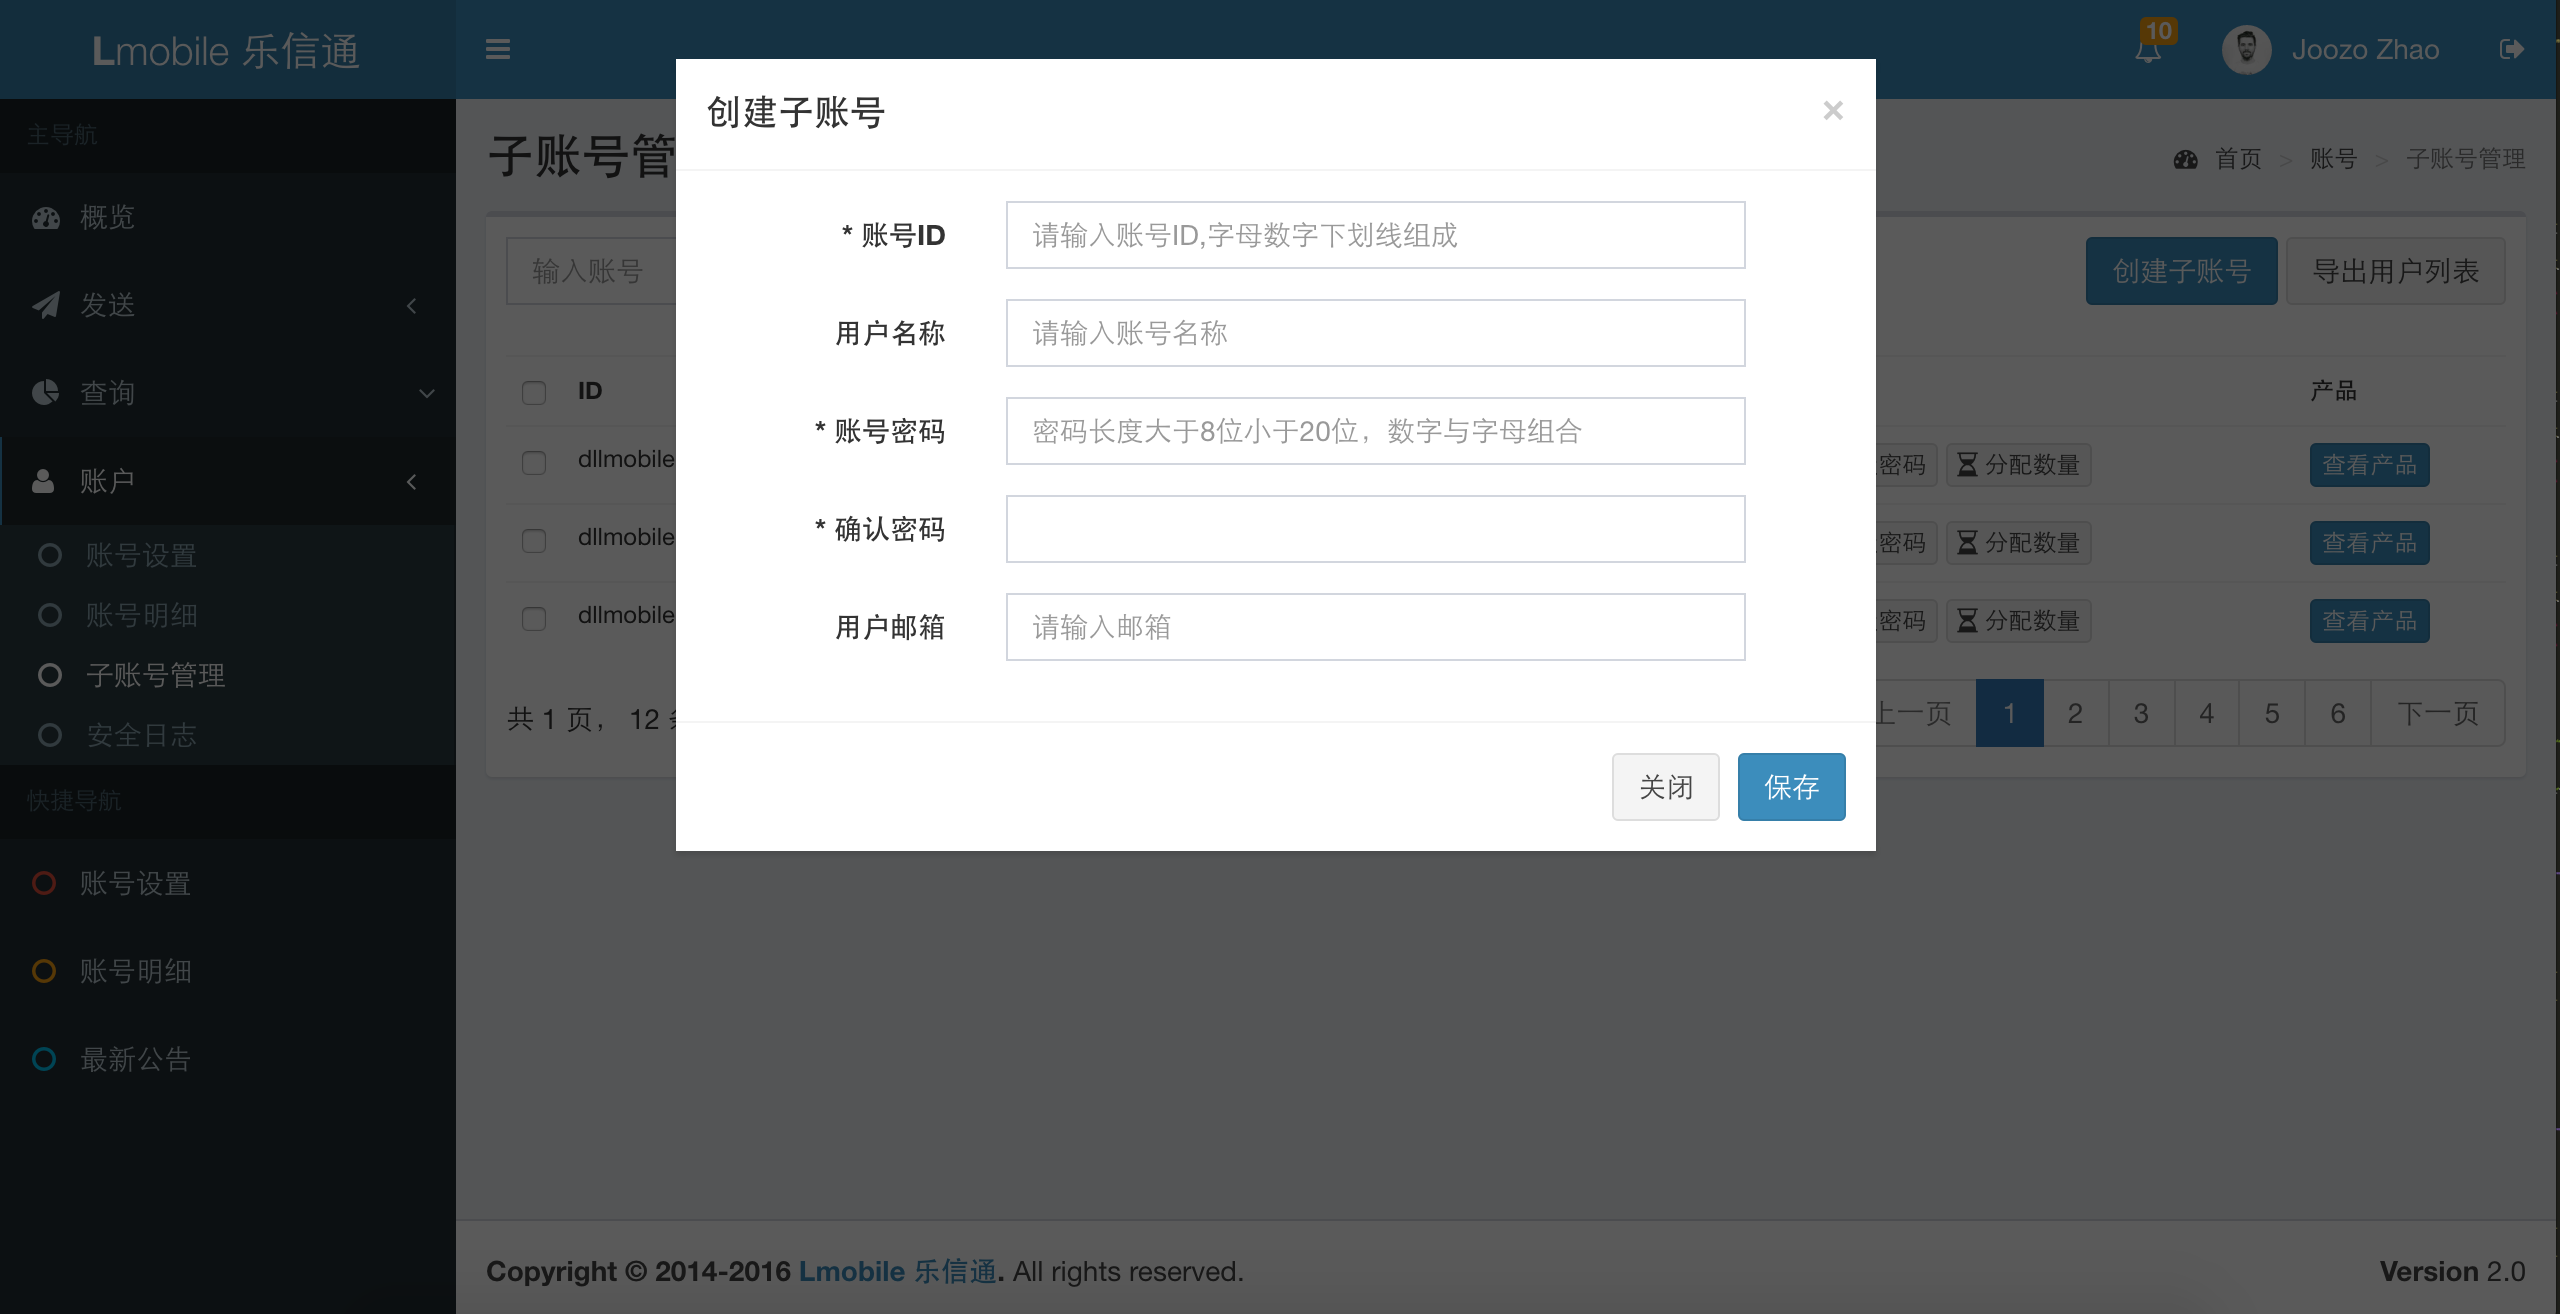 Lmobile 乐信通
10
Joozo Zhao
主导航
概览
发送
查询
账户
账号设置
账号明细
子账号管理
安全日志
快捷导航
账号设置
账号明细
最新公告
子账号管
首页 > 账号 > 子账号管理
输入账号
创建子账号
导出用户列表
ID
产品
dllmobile
密码
分配数量
查看产品
dllmobile
密码
分配数量
查看产品
dllmobile
密码
分配数量
查看产品
共 1 页， 12
上一页 1 2 3 4 5 6 下一页
创建子账号
×
* 账号ID
请输入账号ID,字母数字下划线组成
用户名称
请输入账号名称
* 账号密码
密码长度大于8位小于20位，数字与字母组合
* 确认密码
用户邮箱
请输入邮箱
关闭
保存
Copyright © 2014-2016 Lmobile 乐信通. All rights reserved.
Version 2.0